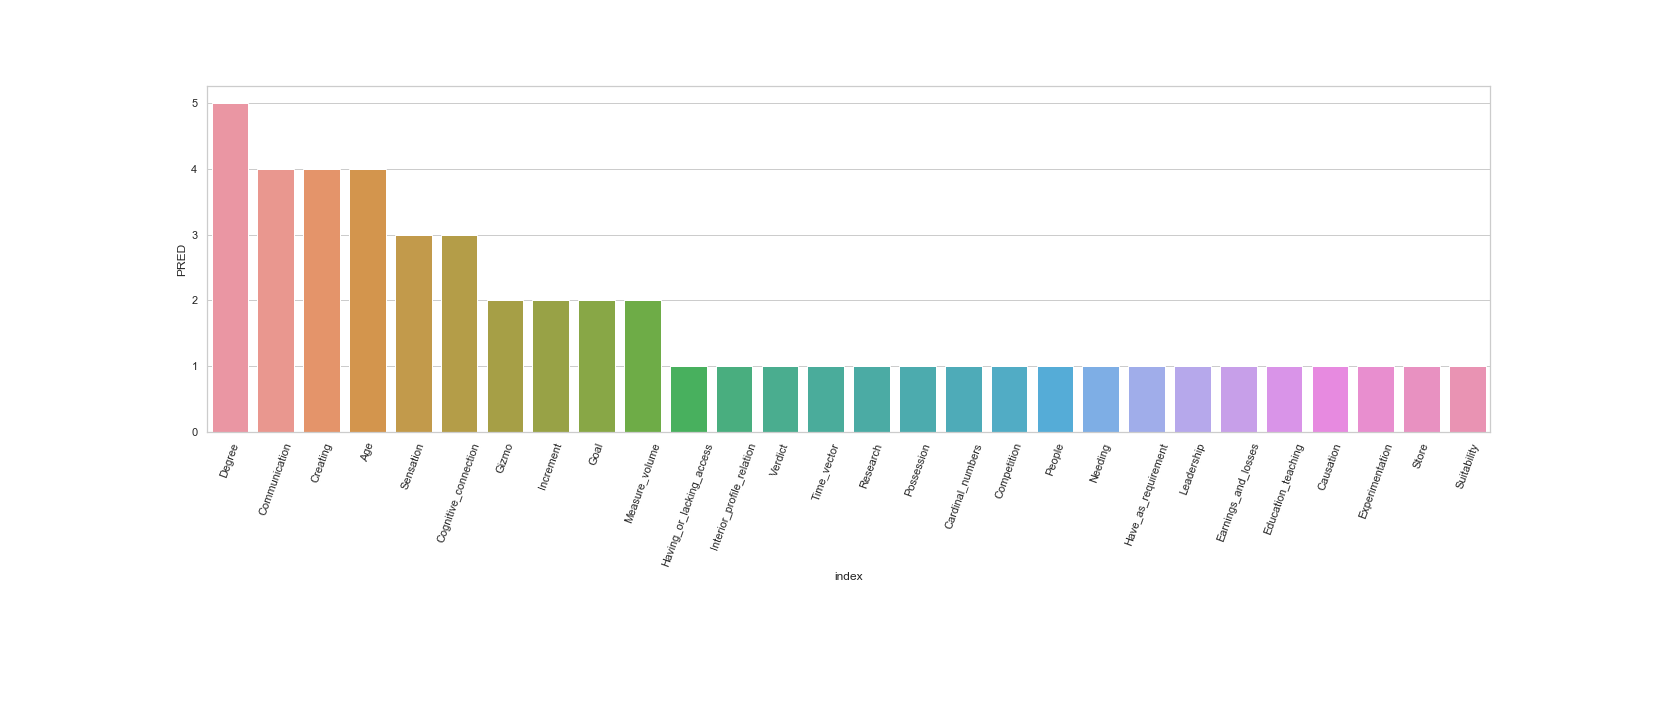 5
4
3
2
1
0
PRED
Degree
Communication
Creating
Age
Sensation
Cognitive_connection
Gizmo
Increment
Goal
Measure_volume
Having_or_lacking_access
Interior_profile_relation
Verdict
Time_vector
Research
Possession
Cardinal_numbers
Competition
People
Needing
Have_as_requirement
Leadership
Earnings_and_losses
Education_teaching
Causation
Experimentation
Store
Suitability
index